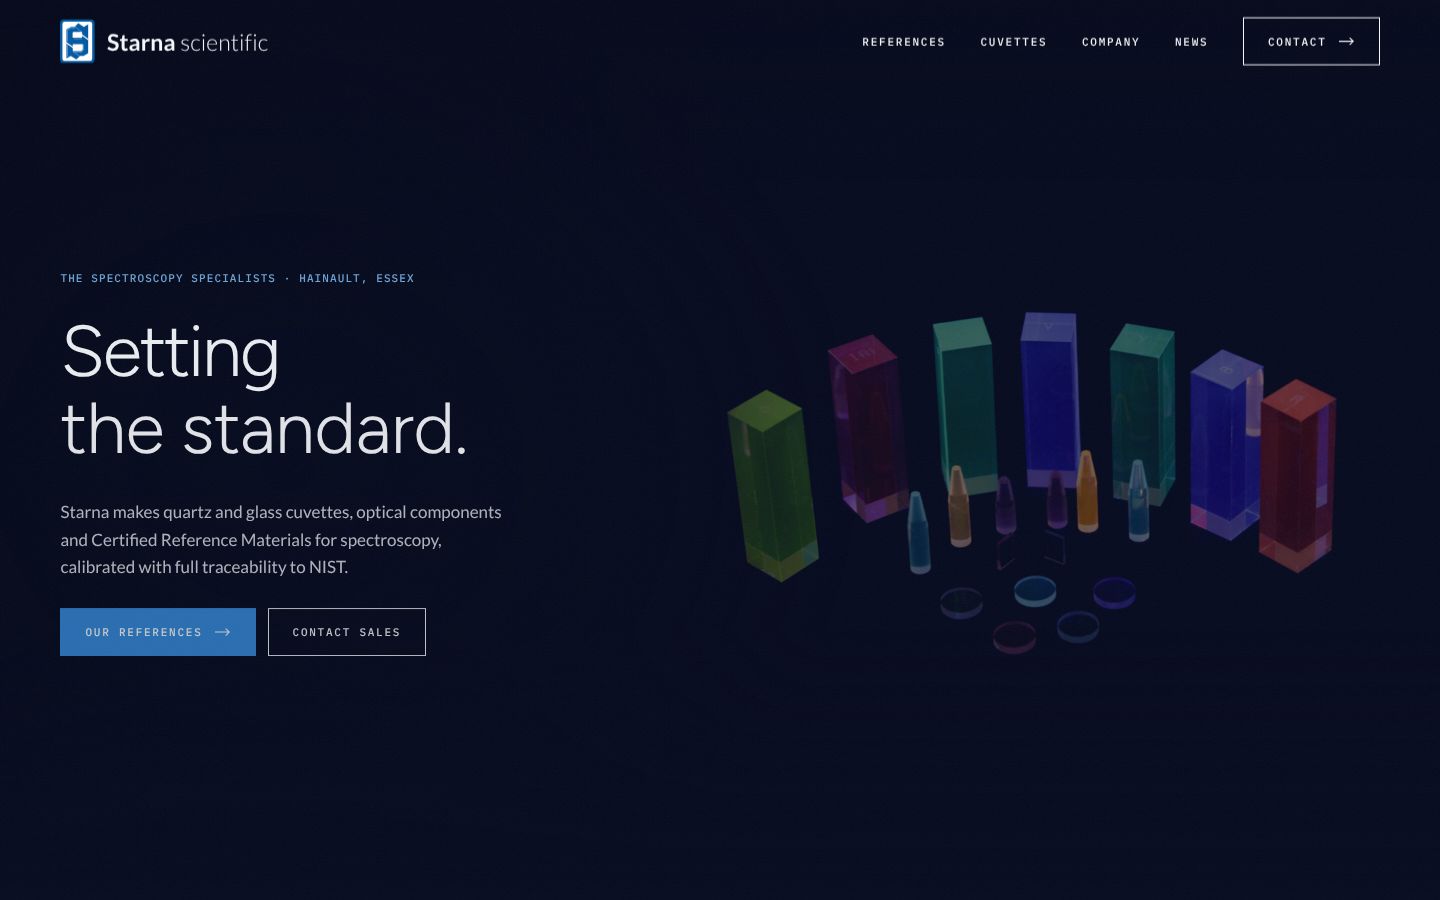 Starna scientific
REFERENCES
CUVETTES
COMPANY
NEWS
CONTACT
THE SPECTROSCOPY SPECIALISTS · HAINAULT, ESSEX
Setting
the standard.
Starna makes quartz and glass cuvettes, optical components
and Certified Reference Materials for spectroscopy,
calibrated with full traceability to NIST.
OUR REFERENCES
CONTACT SALES